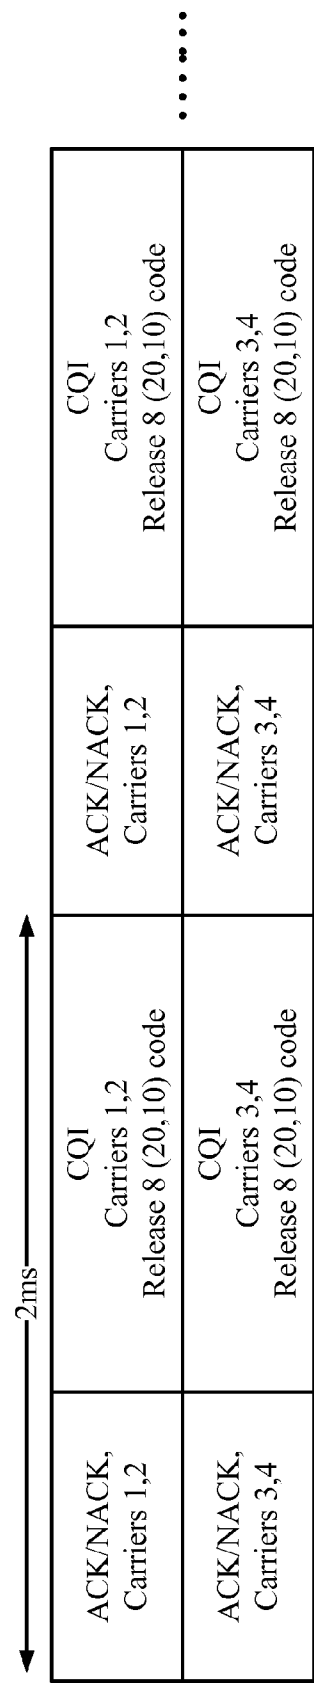 2ms
ACK/NACK,
Carriers 1,2
CQI
Carriers 1,2
Release 8 (20,10) code
ACK/NACK,
Carriers 1,2
CQI
Carriers 1,2
Release 8 (20,10) code
ACK/NACK,
Carriers 3,4
CQI
Carriers 3,4
Release 8 (20,10) code
ACK/NACK,
Carriers 3,4
CQI
Carriers 3,4
Release 8 (20,10) code